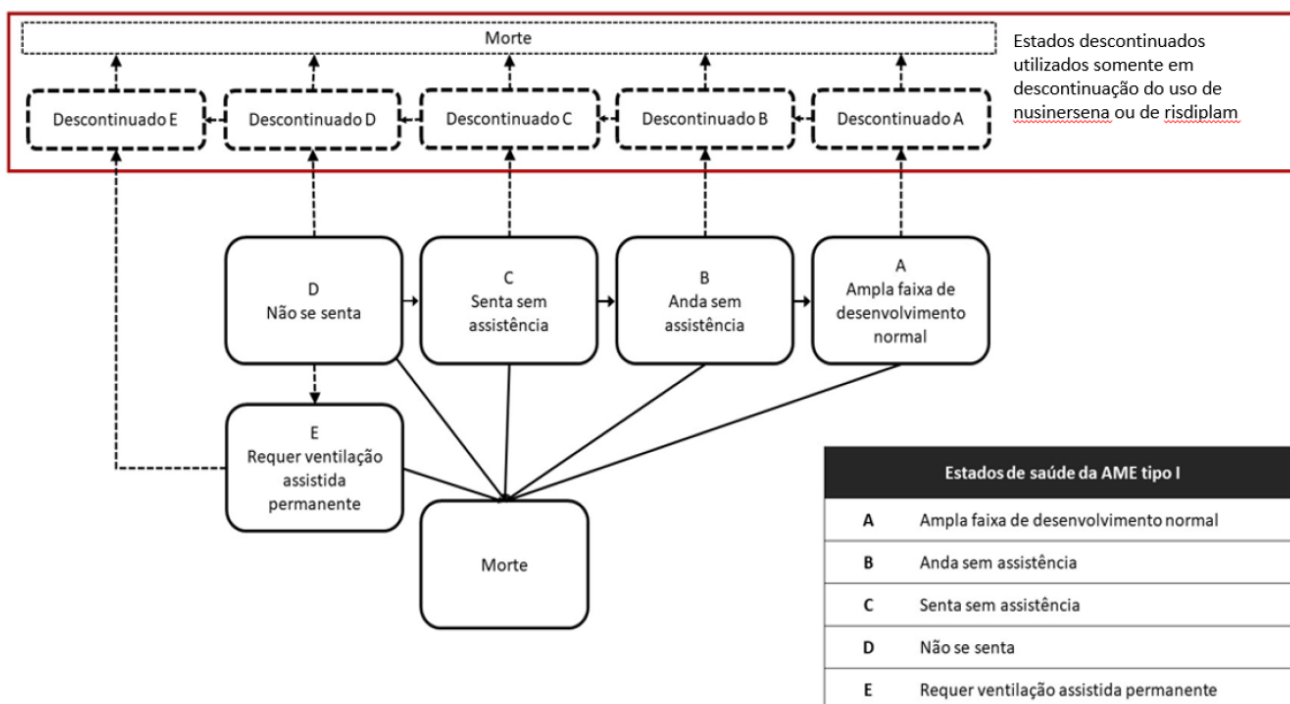 Morte
Estados descontinuados
utilizados somente em
descontinuação do uso de
nusinersena ou de risdiplam
Descontinuado E
Descontinuado D
Descontinuado C
Descontinuado B
Descontinuado A
D
Não se senta
C
Senta sem
assistência
B
Anda sem
assistência
A
Ampla faixa de
desenvolvimento
normal
E
Requer ventilação
assistida
permanente
Morte
Estados de saúde da AME tipo I
A Ampla faixa de desenvolvimento normal
B Anda sem assistência
C Senta sem assistência
D Não se senta
E Requer ventilação assistida permanente